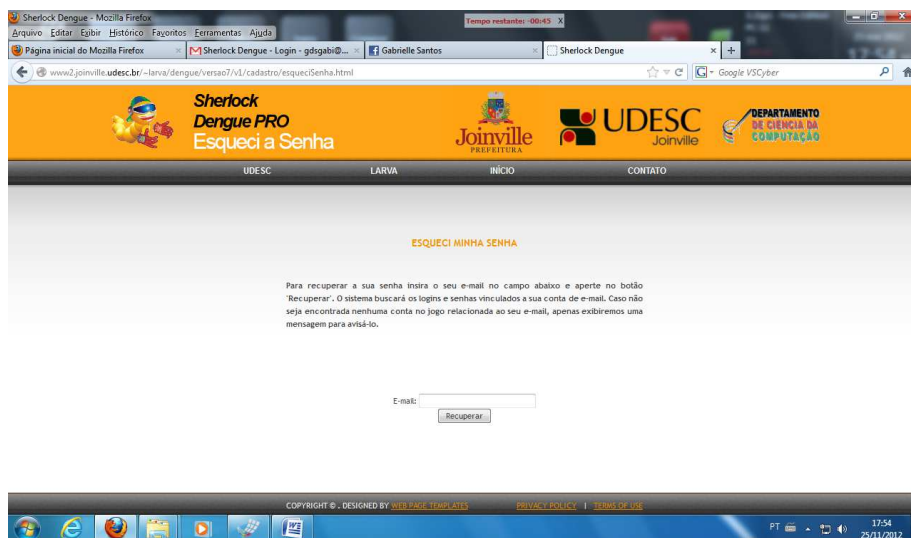 Sherlock Dengue - Mozilla Firefox
Tempo restante: -00:45 X
Arquivo Editar Exibir Histórico Favoritos Ferramentas Ajuda
Página inicial do Mozilla Firefox × Sherlock Dengue - Login - gdsgabi@... × Gabrielle Santos × Sherlock Dengue × +
www2.joinville.udesc.br/~larva/dengue/versao7/v1/cadastro/esqueciSenha.html Google VSCyber
Sherlock
Dengue PRO
Esqueci a Senha
Joinville
PREFEITURA
UDESC
Joinville
DEPARTAMENTO
DE CIÊNCIA DA
COMPUTAÇÃO
UDESC LARVA INÍCIO CONTATO
ESQUECI MINHA SENHA
Para recuperar a sua senha insira o seu e-mail no campo abaixo e aperte no botão
'Recuperar'. O sistema buscará os logins e senhas vinculados a sua conta de e-mail. Caso não
seja encontrada nenhuma conta no jogo relacionada ao seu e-mail, apenas exibiremos uma
mensagem para avisá-lo.
E-mail:
Recuperar
COPYRIGHT © . DESIGNED BY WEB PAGE TEMPLATES PRIVACY POLICY | TERMS OF USE
PT 17:54
25/11/2012